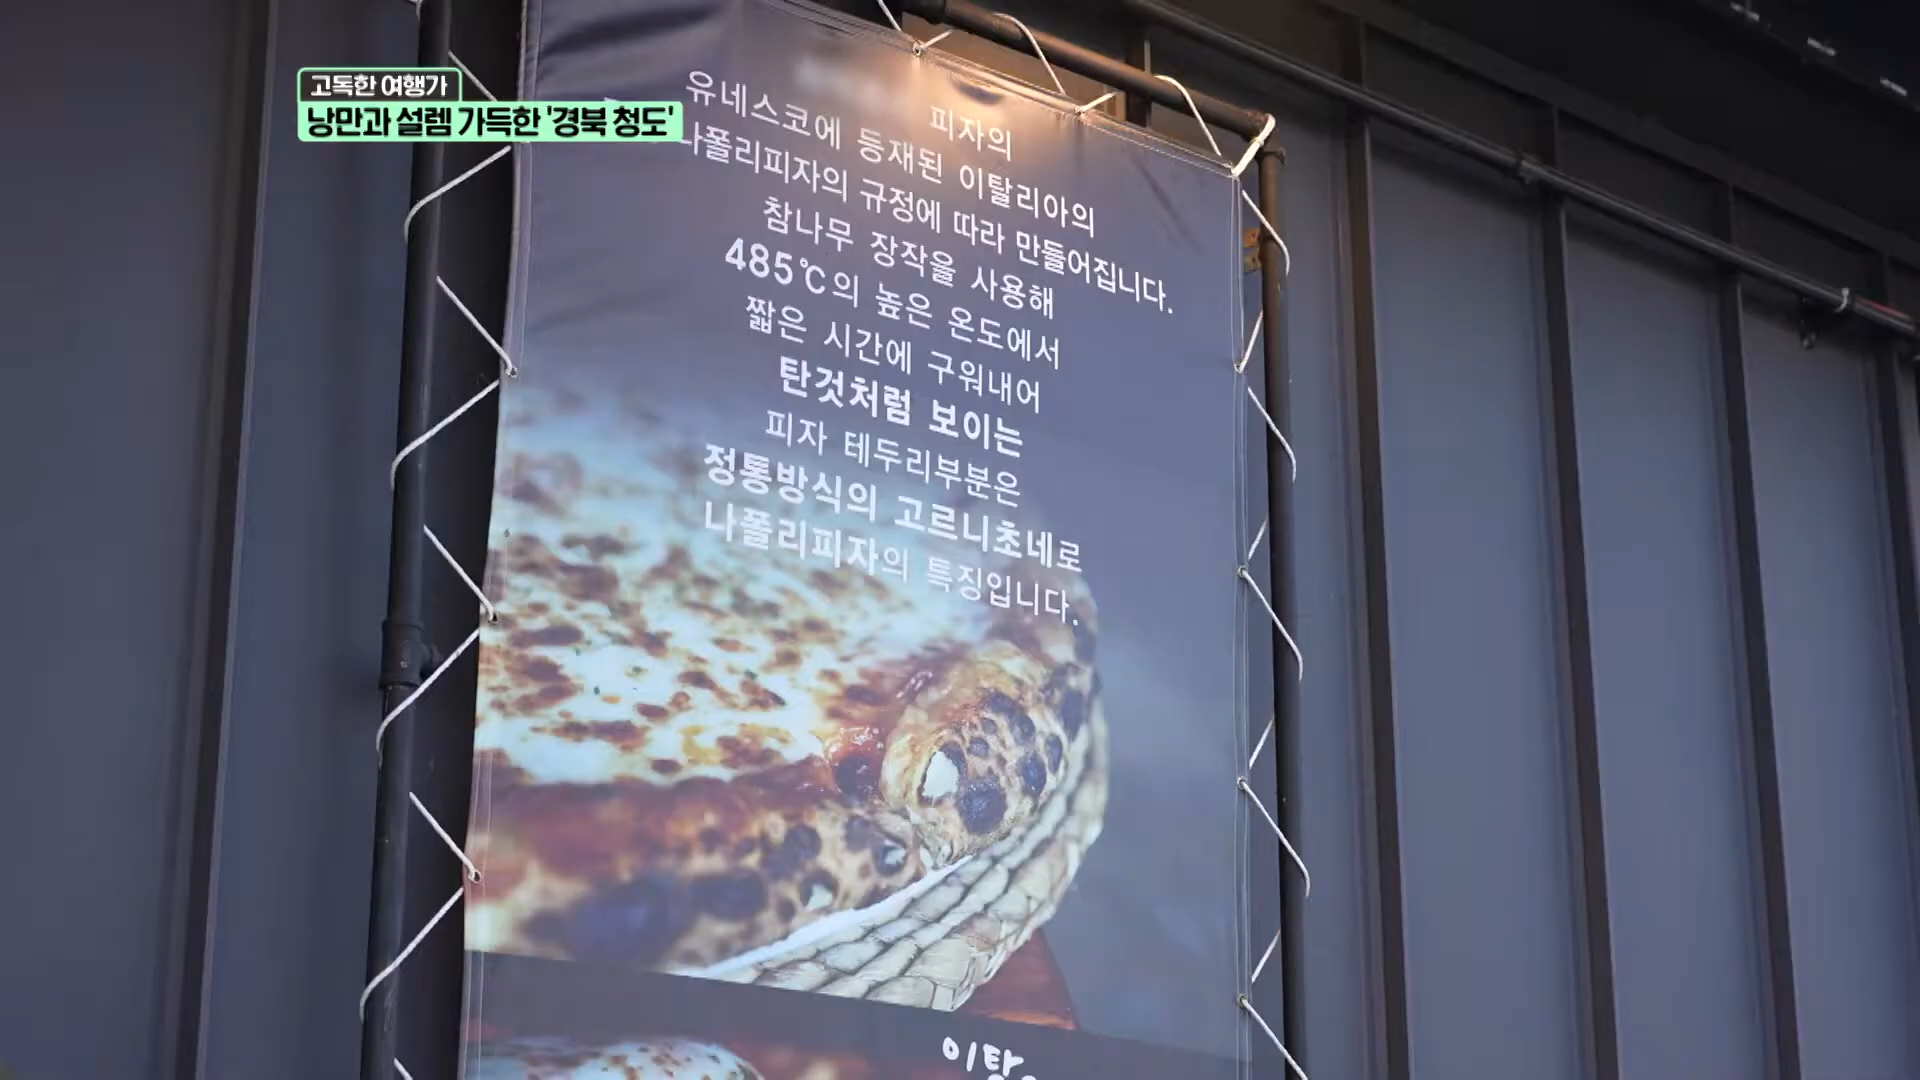 고독한 여행가
낭만과 설렘 가득한 '경북 청도'
피자의
유네스코에 등재된 이탈리아의
나폴리피자의 규정에 따라 만들어집니다.
참나무 장작을 사용해
485℃의 높은 온도에서
짧은 시간에 구워내어
탄것처럼 보이는
피자 테두리부분은
정통방식의 고르니초네로
나폴리피자의 특징입니다.